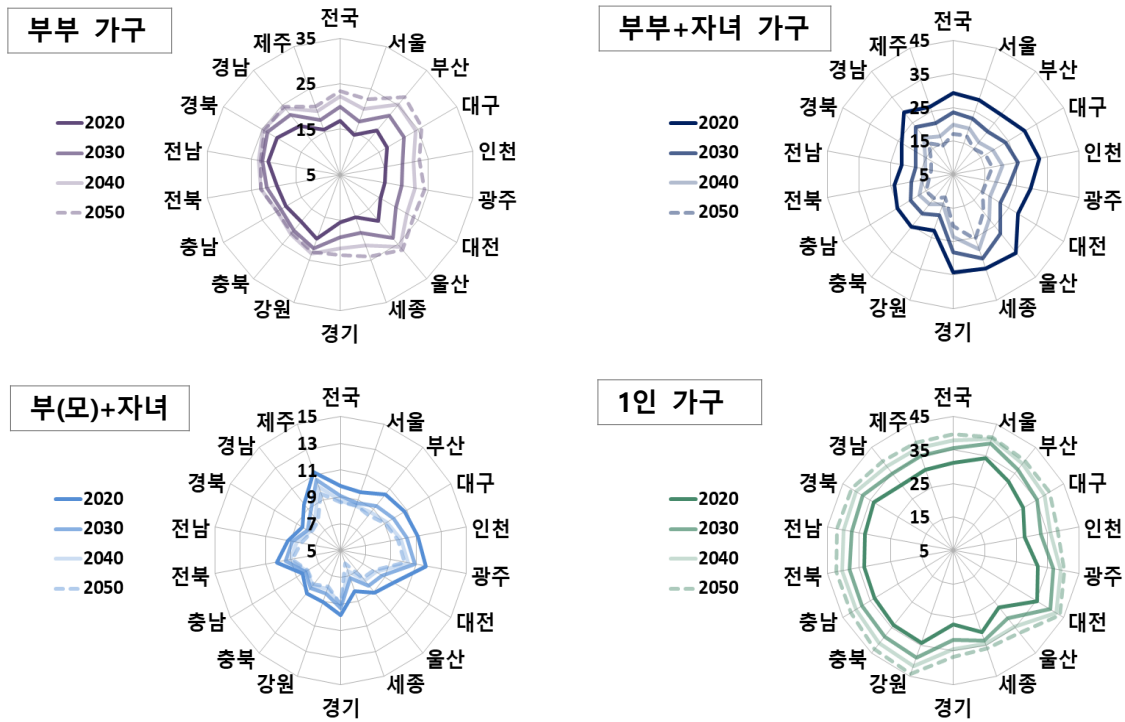 부부 가구
2020
2030
2040
2050
35
25
15
5
전국
서울
부산
대구
인천
광주
대전
울산
세종
경기
강원
충북
충남
전북
전남
경북
경남
제주
부부+자녀 가구
2020
2030
2040
2050
45
35
25
15
5
전국
서울
부산
대구
인천
광주
대전
울산
세종
경기
강원
충북
충남
전북
전남
경북
경남
제주
부(모)+자녀
2020
2030
2040
2050
15
13
11
9
7
5
전국
서울
부산
대구
인천
광주
대전
울산
세종
경기
강원
충북
충남
전북
전남
경북
경남
제주
1인 가구
2020
2030
2040
2050
45
35
25
15
5
전국
서울
부산
대구
인천
광주
대전
울산
세종
경기
강원
충북
충남
전북
전남
경북
경남
제주